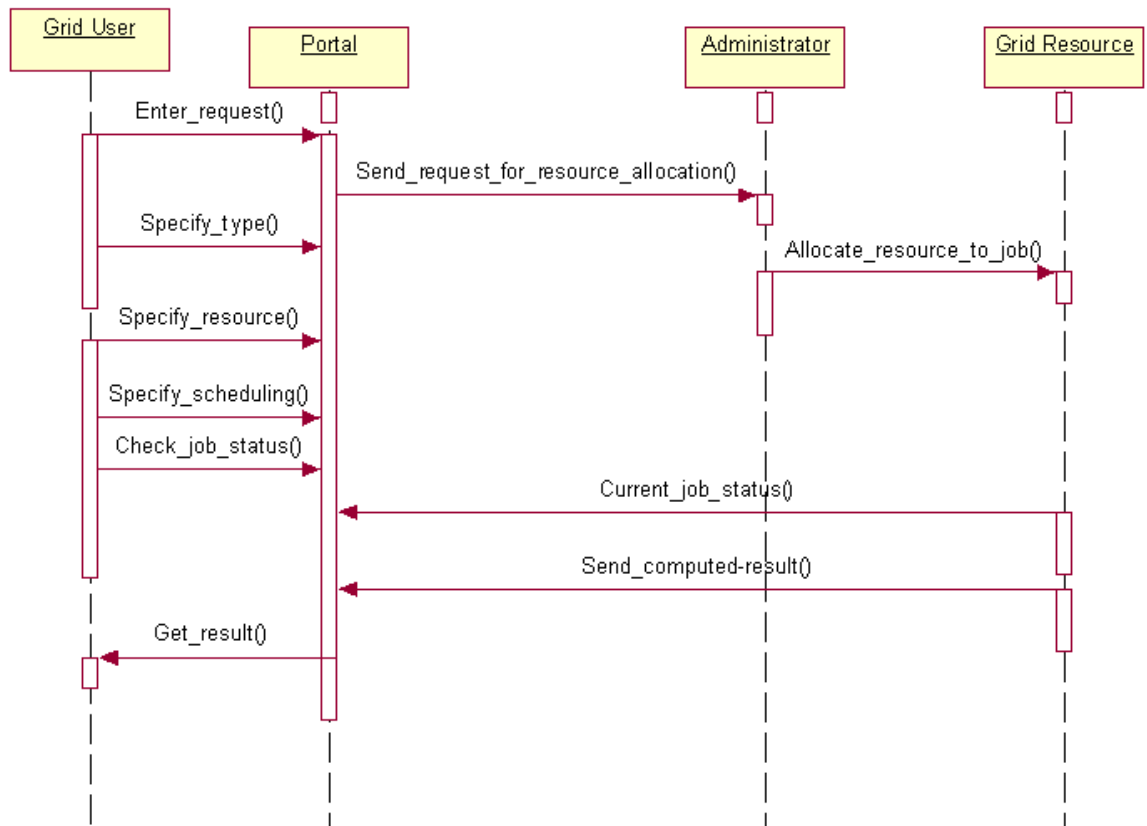 Grid User
Portal
Administrator
Grid Resource
Enter_request()
Send_request_for_resource_allocation()
Specify_type()
Allocate_resource_to_job()
Specify_resource()
Specify_scheduling()
Check_job_status()
Current_job_status()
Send_computed-result()
Get_result()